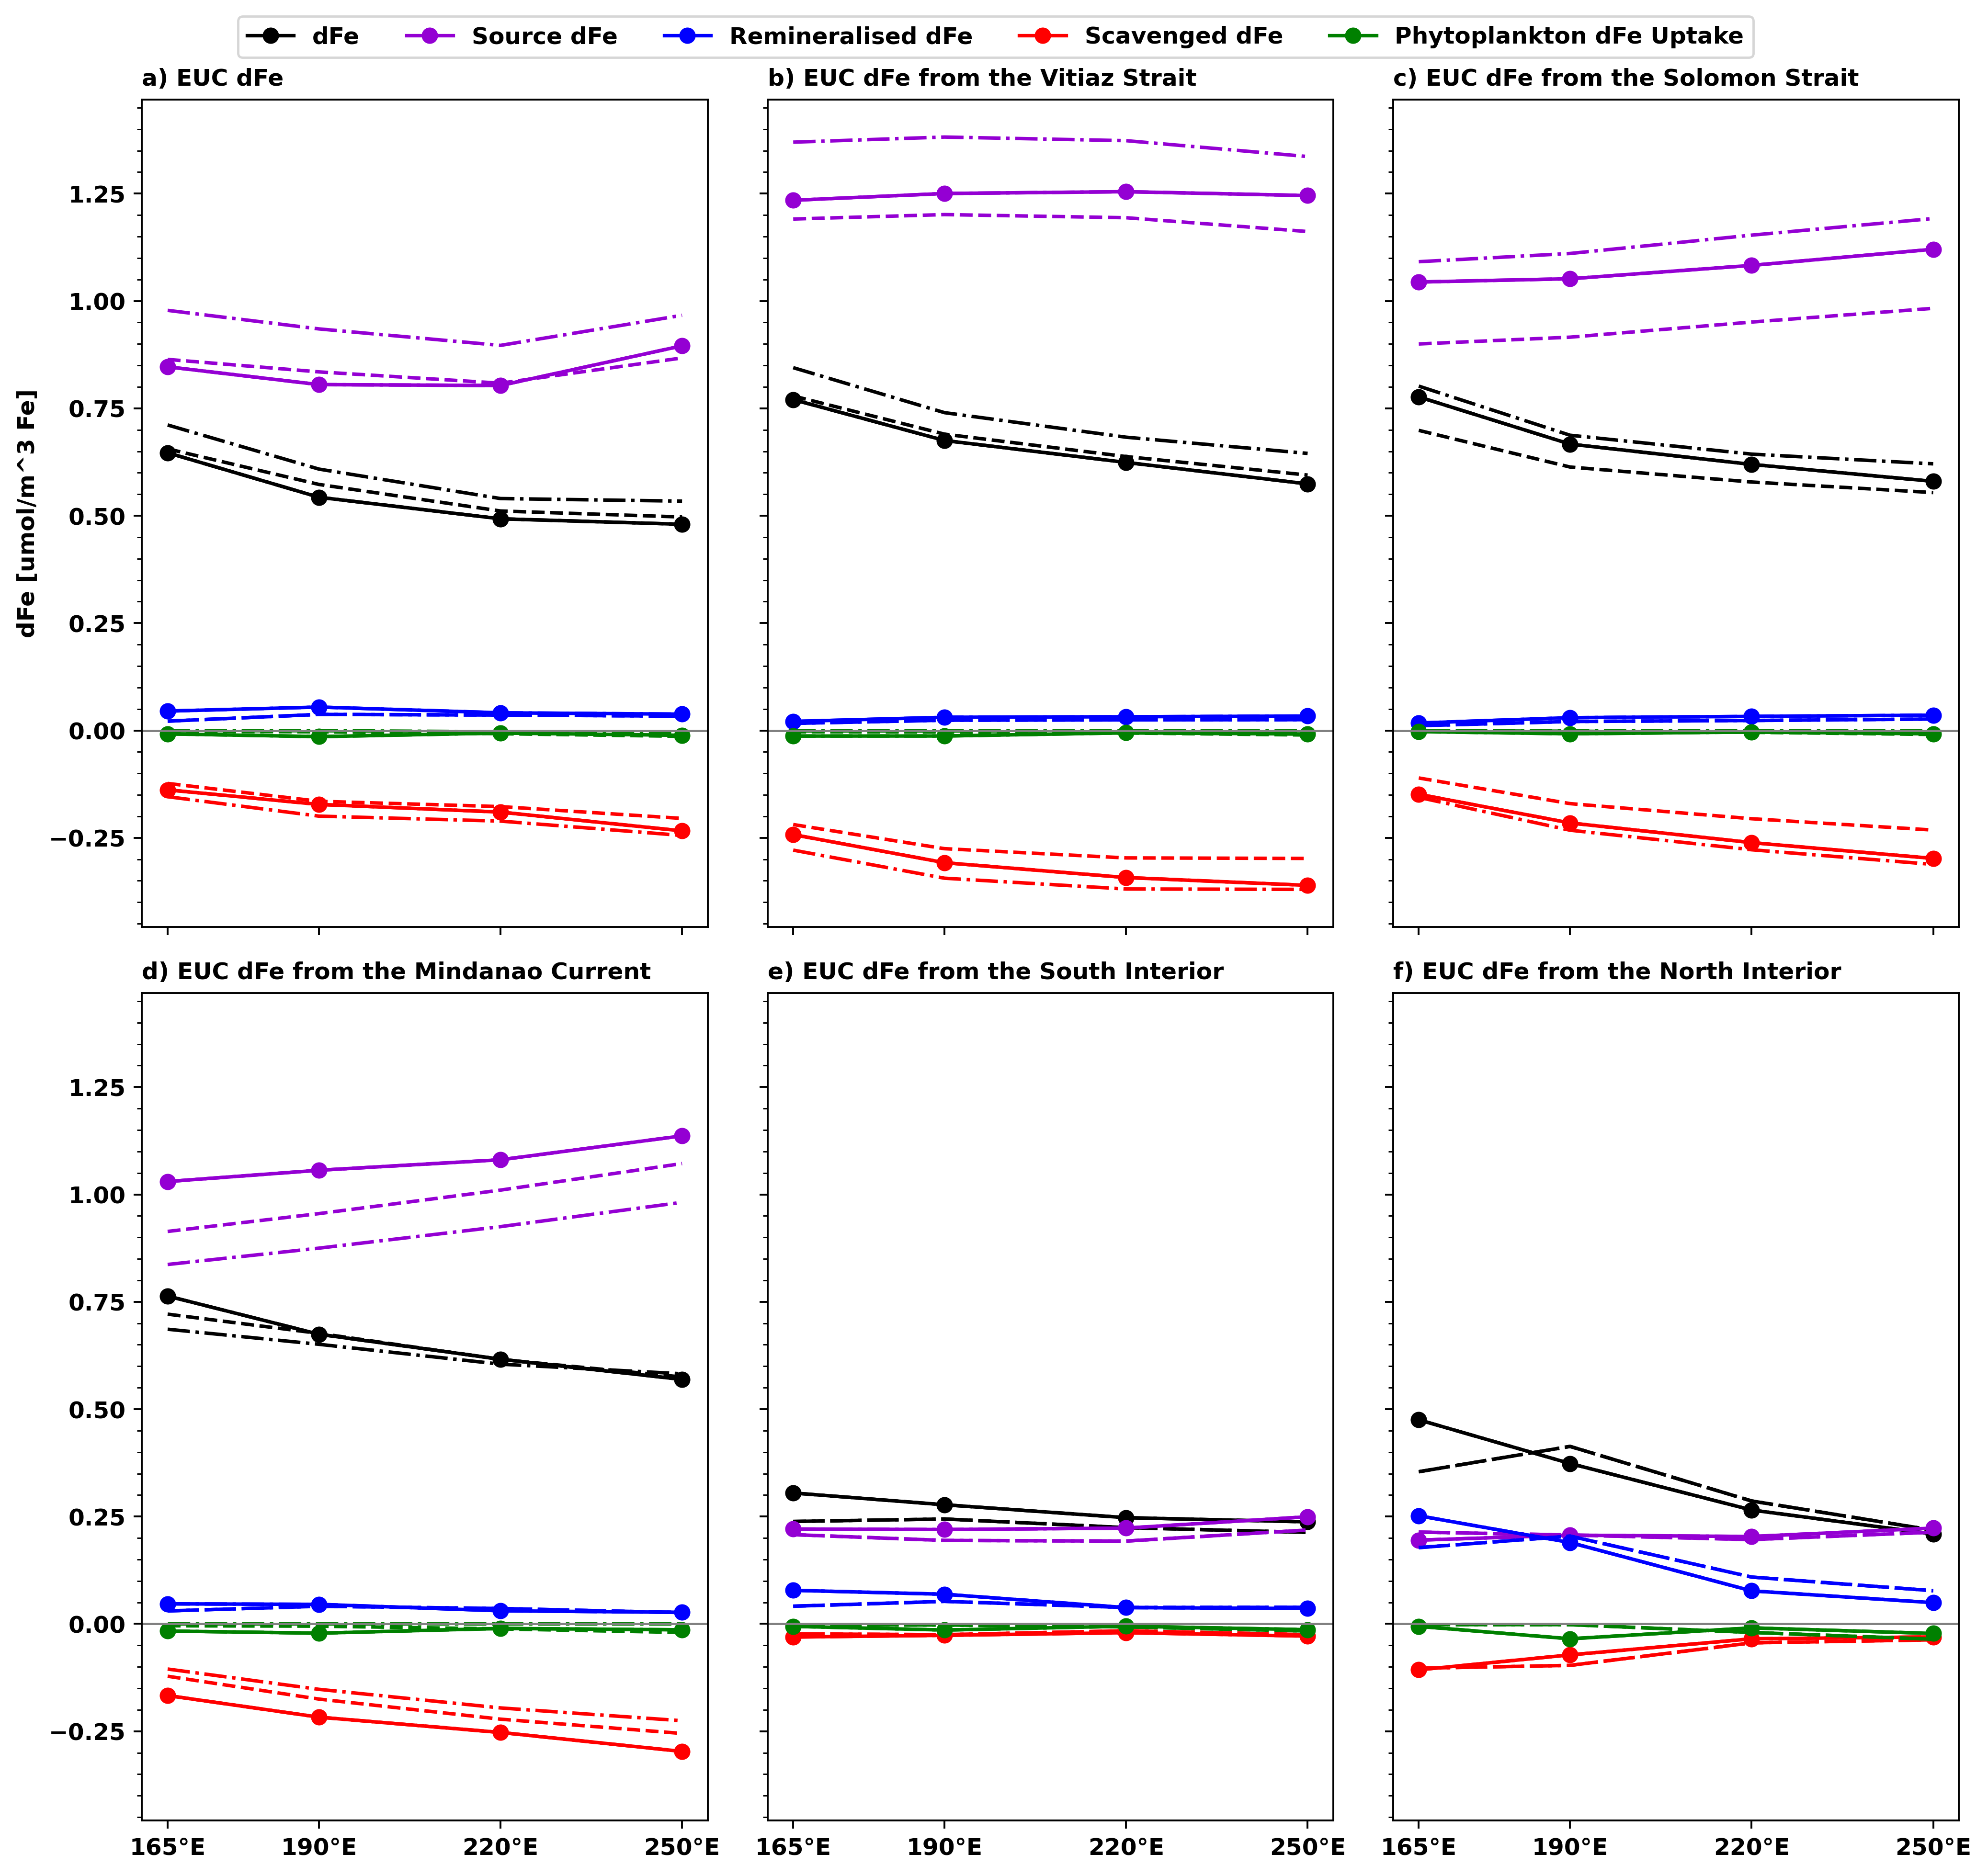 dFe Source dFe Remineralised dFe Scavenged dFe Phytoplankton dFe Uptake
a) EUC dFe
b) EUC dFe from the Vitiaz Strait
c) EUC dFe from the Solomon Strait
dFe [umol/m^3 Fe]
1.25
1.00
0.75
0.50
0.25
0.00
−0.25
d) EUC dFe from the Mindanao Current
e) EUC dFe from the South Interior
f) EUC dFe from the North Interior
1.25
1.00
0.75
0.50
0.25
0.00
−0.25
165°E 190°E 220°E 250°E
165°E 190°E 220°E 250°E
165°E 190°E 220°E 250°E